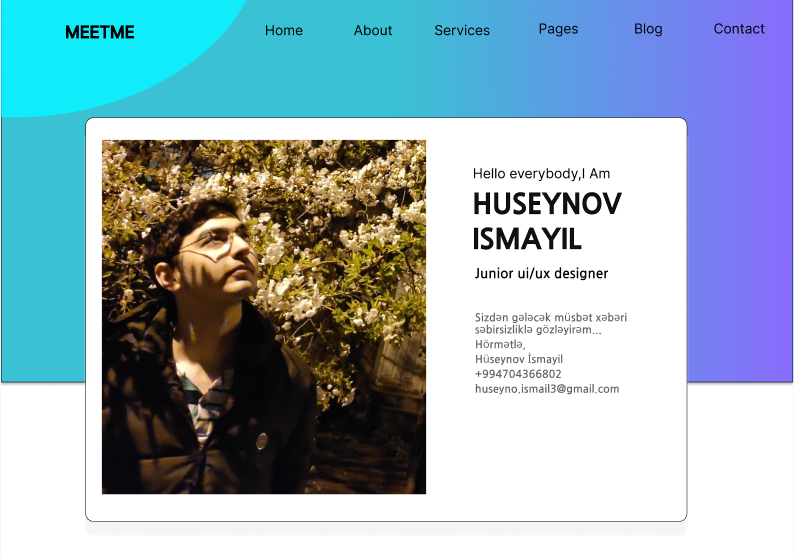 MEETME
Home About Services Pages Blog Contact
Hello everybody,I Am
HUSEYNOV
ISMAYIL
Junior ui/ux designer
Sizdən gələcək müsbət xəbəri
səbirsizliklə gözləyirəm...
Hörmətlə,
Hüseynov İsmayil
+994704366802
huseyno.ismail3@gmail.com